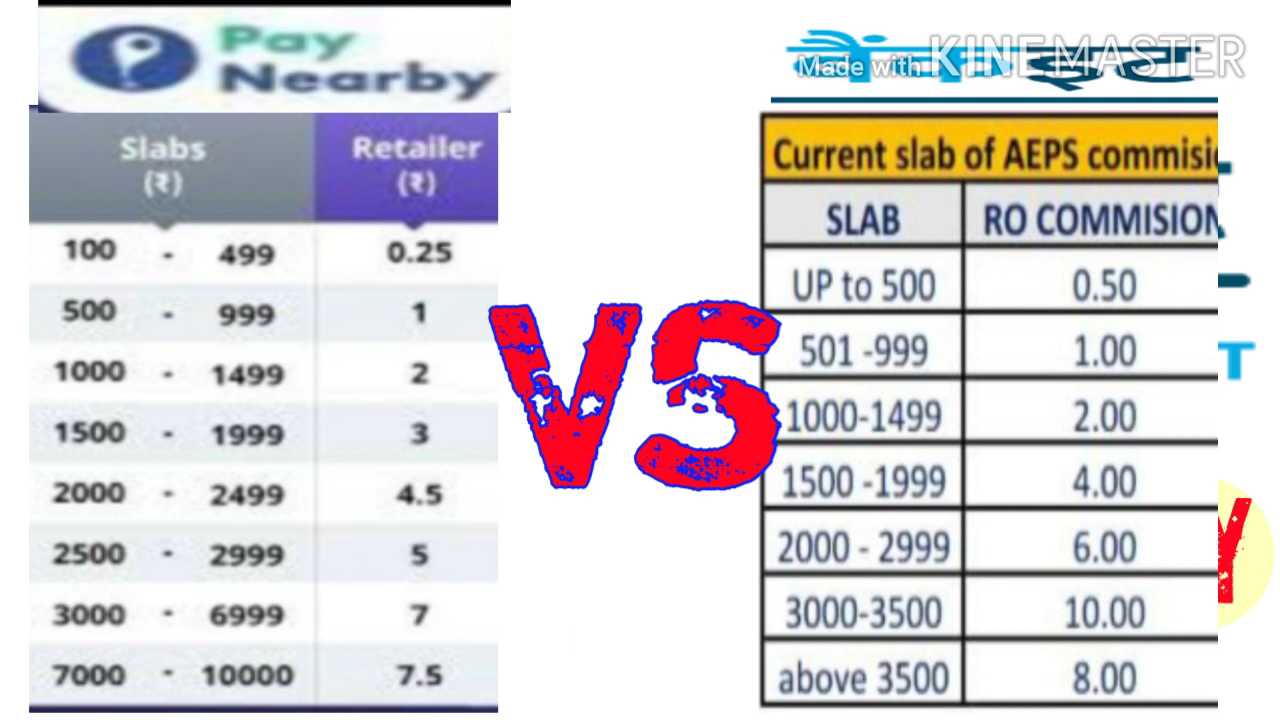 Pay
Nearby
Slabs Retailer
(₹) (₹)
100 - 499 0.25
500 - 999 1
1000 - 1499 2
1500 - 1999 3
2000 - 2499 4.5
2500 - 2999 5
3000 - 6999 7
7000 - 10000 7.5
VS
Made with KINEMASTER
Current slab of AEPS commisi
SLAB RO COMMISION
UP to 500 0.50
501 -999 1.00
1000-1499 2.00
1500 -1999 4.00
2000 - 2999 6.00
3000-3500 10.00
above 3500 8.00
T
Y